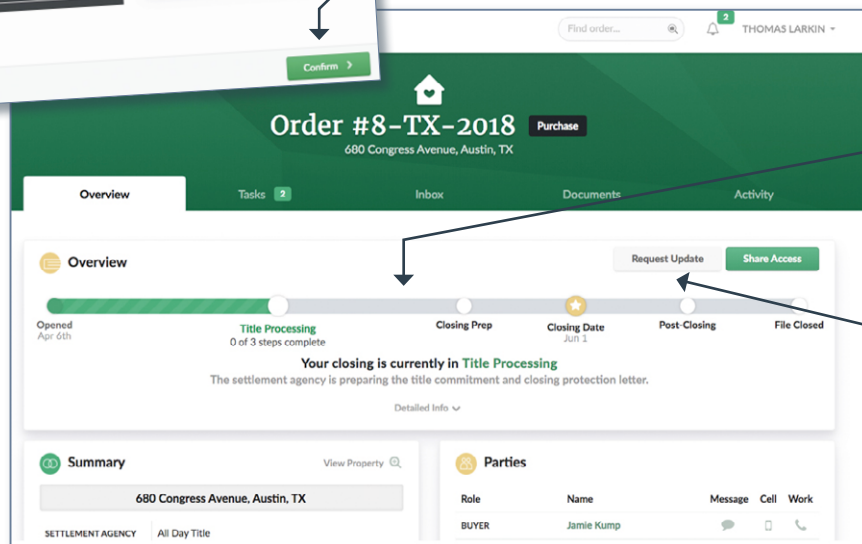 Confirm
Find order...
2
THOMAS LARKIN
Order #8-TX-2018 Purchase
680 Congress Avenue, Austin, TX
Overview Tasks 2 Inbox Documents Activity
Overview Request Update Share Access
Opened Title Processing Closing Prep Closing Date Post-Closing File Closed
Apr 6th 0 of 3 steps complete Jun 1
Your closing is currently in Title Processing
The settlement agency is preparing the title commitment and closing protection letter.
Detailed Info
Summary View Property
680 Congress Avenue, Austin, TX
SETTLEMENT AGENCY All Day Title
Parties
Role Name Message Cell Work
BUYER Jamie Kump